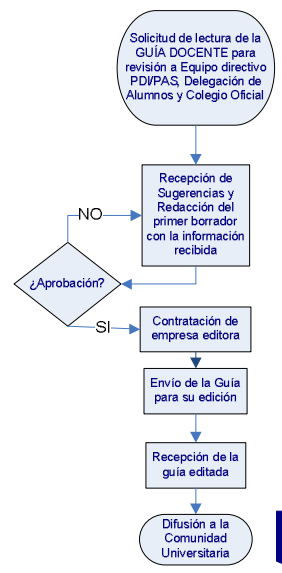 Solicitud de lectura de la
GUÍA DOCENTE para
revisión a Equipo directivo
PDI/PAS, Delegación de
Alumnos y Colegio Oficial
Recepción de
Sugerencias y
Redacción del
primer borrador
con la información
recibida
NO
¿Aprobación?
SI
Contratación de
empresa editora
Envío de la Guía
para su edición
Recepción de la
guía editada
Difusión a la
Comunidad
Universitaria